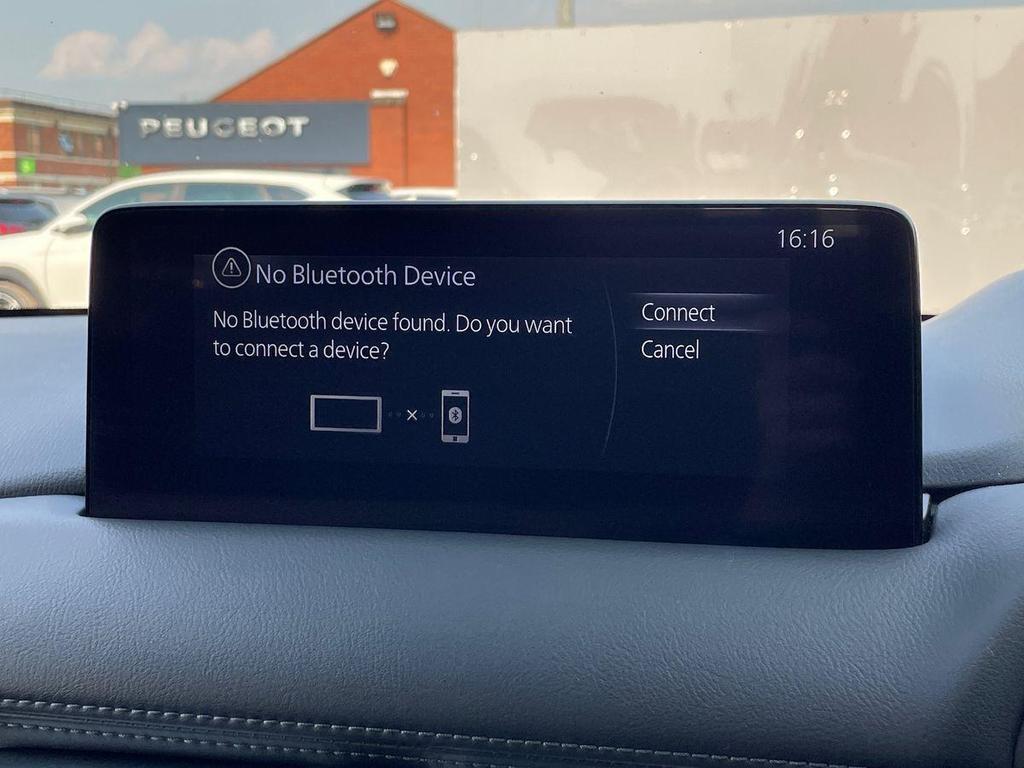 PEUGEOT
16:16
No Bluetooth Device
No Bluetooth device found. Do you want
to connect a device?
Connect
Cancel